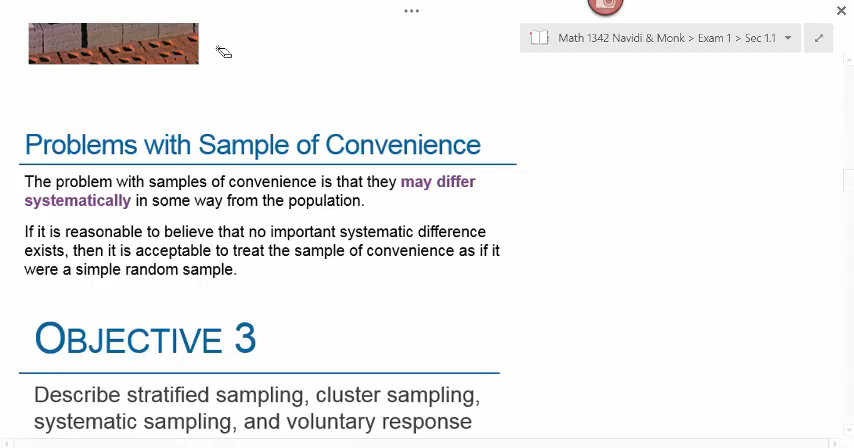 Math 1342 Navidi & Monk > Exam 1 > Sec 1.1
Problems with Sample of Convenience
The problem with samples of convenience is that they may differ
systematically in some way from the population.
If it is reasonable to believe that no important systematic difference
exists, then it is acceptable to treat the sample of convenience as if it
were a simple random sample.
OBJECTIVE 3
Describe stratified sampling, cluster sampling,
systematic sampling, and voluntary response